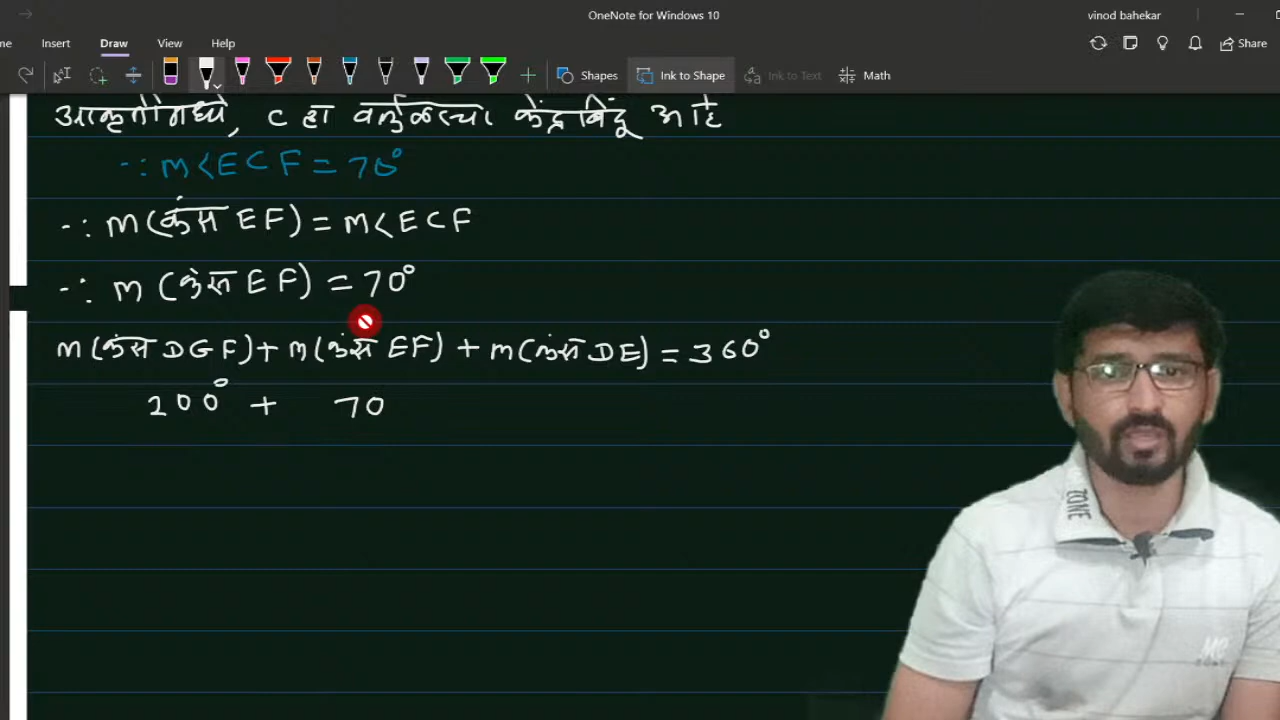 OneNote for Windows 10
vinod bahekar
Insert Draw View Help
Share
Shapes Ink to Shape Ink to Text Math
आकृतीमध्ये, C हा वर्तुळाचा केंद्रबिंदू आहे
∵ m<ECF = 70°
∴ m(कंस EF) = m<ECF
∴ m(कंस EF) = 70°
m(कंस DGF) + m(कंस EF) + m(कंस DE) = 360°
200° + 70
ZONE